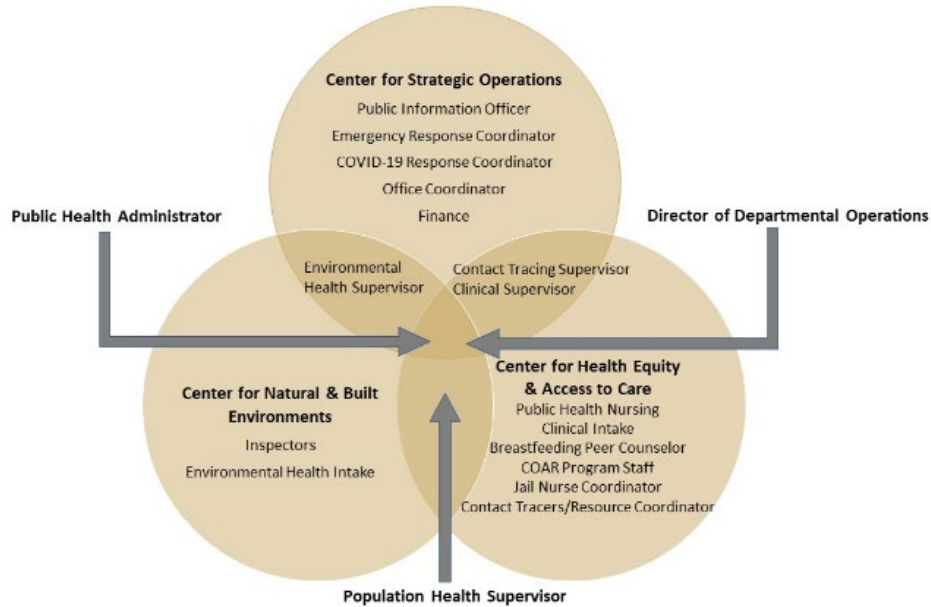 Center for Strategic Operations
Public Information Officer
Emergency Response Coordinator
COVID-19 Response Coordinator
Office Coordinator
Finance
Public Health Administrator
Director of Departmental Operations
Environmental
Health Supervisor
Contact Tracing Supervisor
Clinical Supervisor
Center for Natural & Built
Environments
Inspectors
Environmental Health Intake
Center for Health Equity
& Access to Care
Public Health Nursing
Clinical Intake
Breastfeeding Peer Counselor
COAR Program Staff
Jail Nurse Coordinator
Contact Tracers/Resource Coordinator
Population Health Supervisor